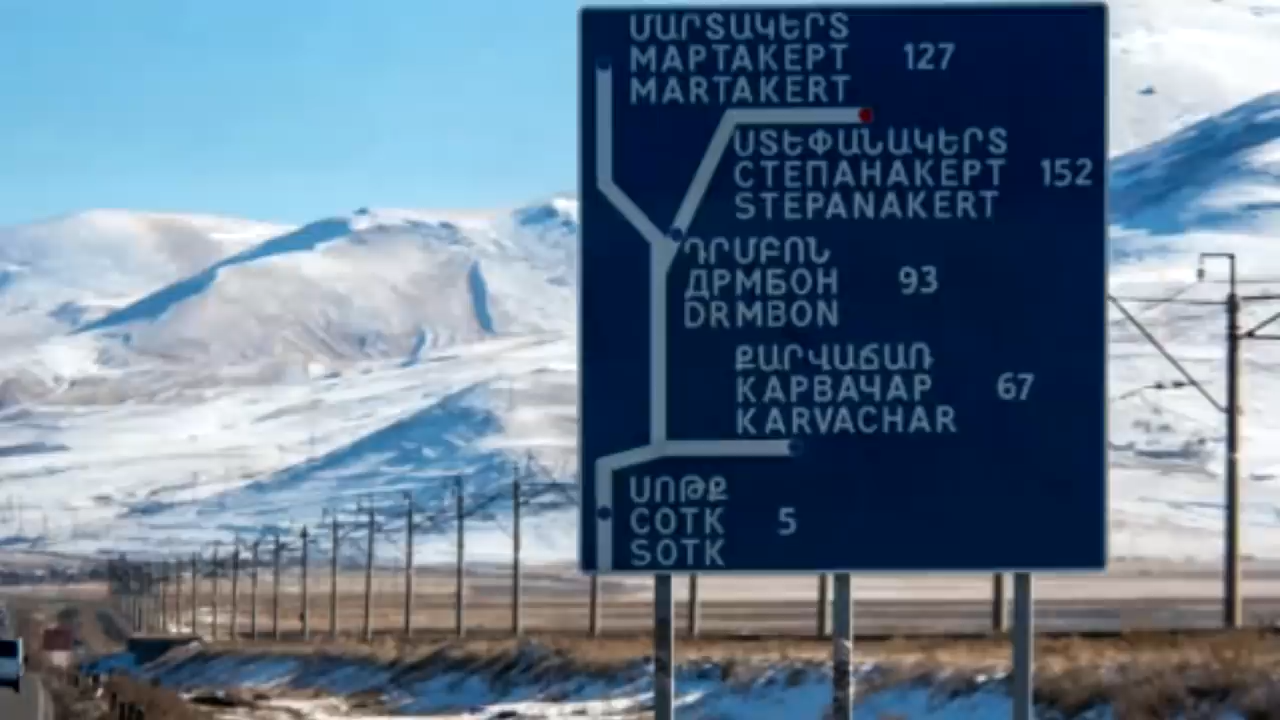 ՄԱՐՏԱԿԵՐՏ
МАРТАКЕРТ 127
MARTAKERT
ՍՏԵՓԱՆԱԿԵՐՏ
СТЕПАНАКЕРТ 152
STEPANAKERT
ԴՐՄԲՈՆ
ДРМБОН 93
DRMBON
ՔԱՐՎԱՃԱՌ
КАРВАЧАР 67
KARVACHAR
ՍՈԹՔ
СОТК 5
SOTK